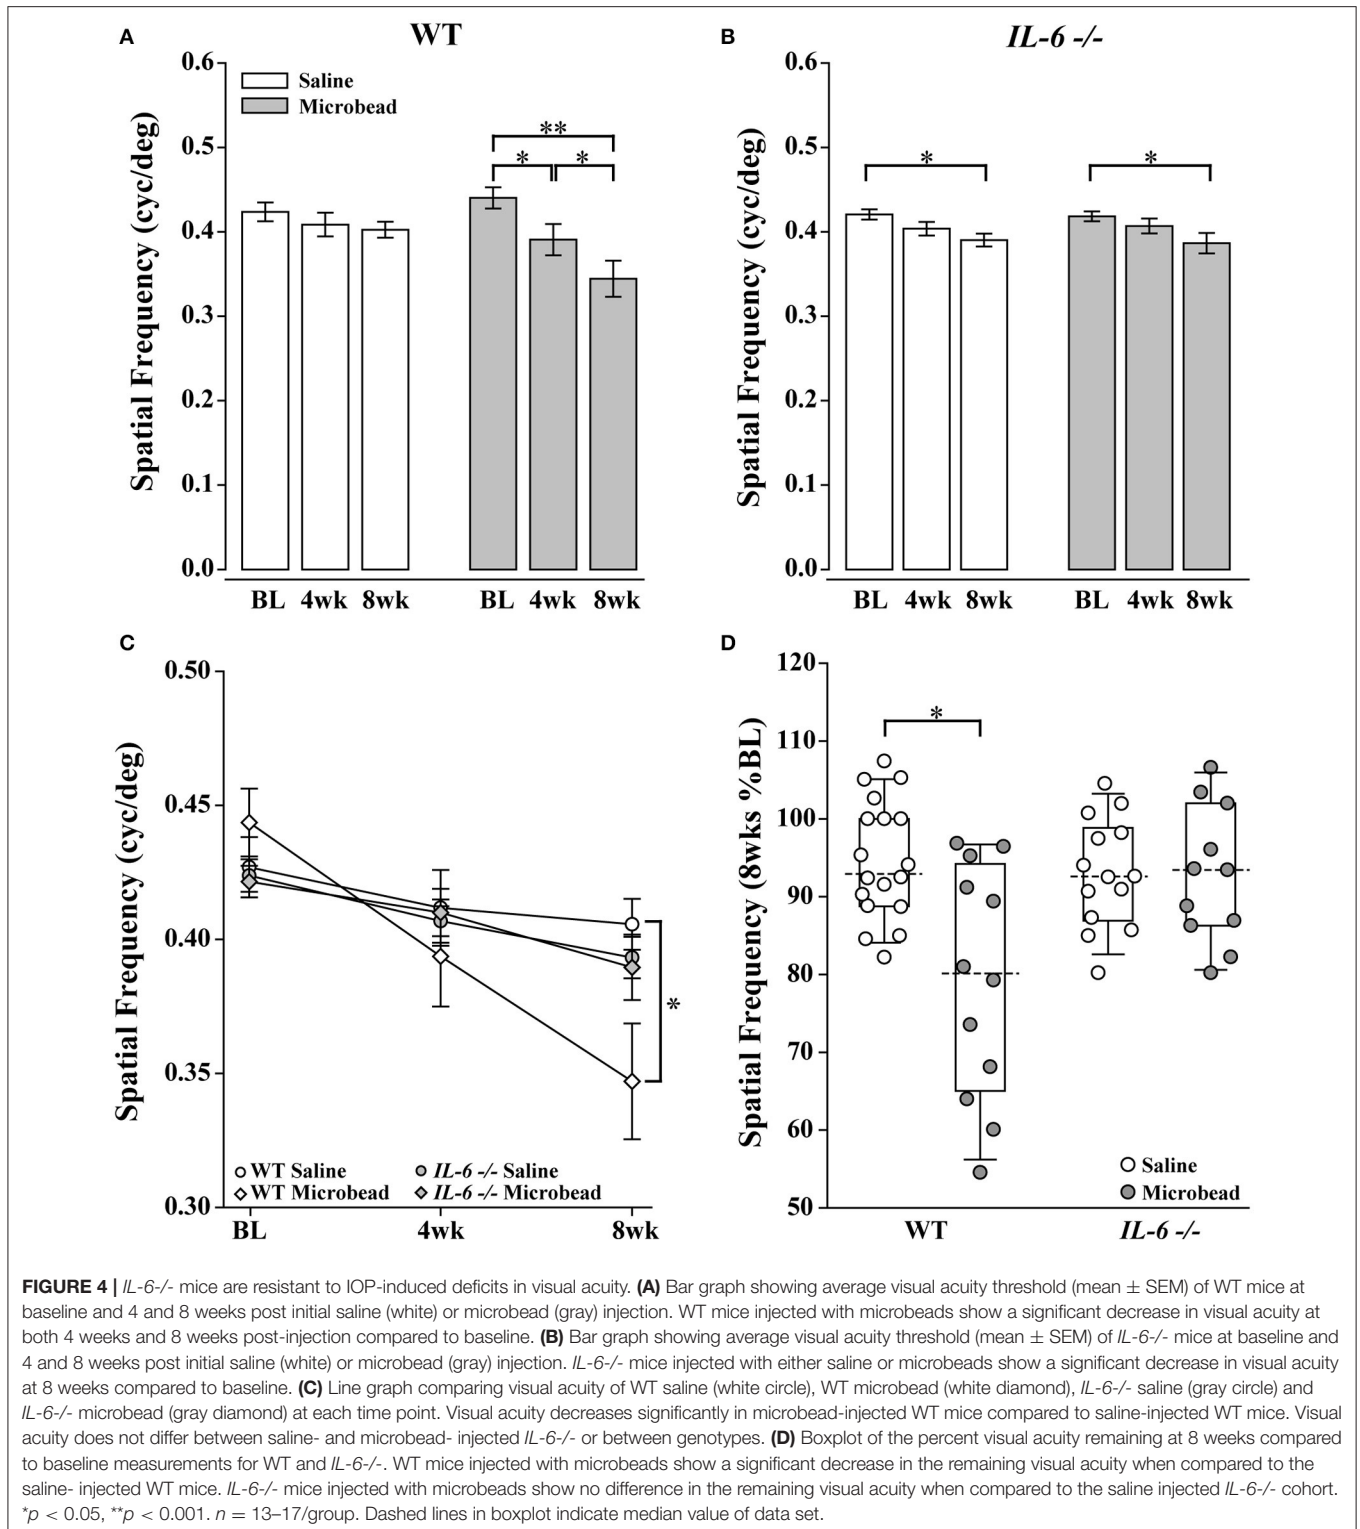 A
WT
B
IL-6 -/-
Spatial Frequency (cyc/deg)
0.6
0.5
0.4
0.3
0.2
0.1
0.0
Saline
Microbead
**
*
*
BL 4wk 8wk
BL 4wk 8wk
Spatial Frequency (cyc/deg)
0.6
0.5
0.4
0.3
0.2
0.1
0.0
*
*
BL 4wk 8wk
BL 4wk 8wk
C
Spatial Frequency (cyc/deg)
0.50
0.45
0.40
0.35
0.30
*
WT Saline
IL-6 -/- Saline
WT Microbead
IL-6 -/- Microbead
BL 4wk 8wk
D
Spatial Frequency (8wks %BL)
120
110
100
90
80
70
60
50
*
Saline
Microbead
WT
IL-6 -/-
FIGURE 4 | IL-6-/- mice are resistant to IOP-induced deficits in visual acuity. (A) Bar graph showing average visual acuity threshold (mean ± SEM) of WT mice at
baseline and 4 and 8 weeks post initial saline (white) or microbead (gray) injection. WT mice injected with microbeads show a significant decrease in visual acuity at
both 4 weeks and 8 weeks post-injection compared to baseline. (B) Bar graph showing average visual acuity threshold (mean ± SEM) of IL-6-/- mice at baseline and
4 and 8 weeks post initial saline (white) or microbead (gray) injection. IL-6-/- mice injected with either saline or microbeads show a significant decrease in visual acuity
at 8 weeks compared to baseline. (C) Line graph comparing visual acuity of WT saline (white circle), WT microbead (white diamond), IL-6-/- saline (gray circle) and
IL-6-/- microbead (gray diamond) at each time point. Visual acuity decreases significantly in microbead-injected WT mice compared to saline-injected WT mice. Visual
acuity does not differ between saline- and microbead- injected IL-6-/- or between genotypes. (D) Boxplot of the percent visual acuity remaining at 8 weeks compared
to baseline measurements for WT and IL-6-/-. WT mice injected with microbeads show a significant decrease in the remaining visual acuity when compared to the
saline- injected WT mice. IL-6-/- mice injected with microbeads show no difference in the remaining visual acuity when compared to the saline injected IL-6-/- cohort.
*p < 0.05, **p < 0.001. n = 13–17/group. Dashed lines in boxplot indicate median value of data set.